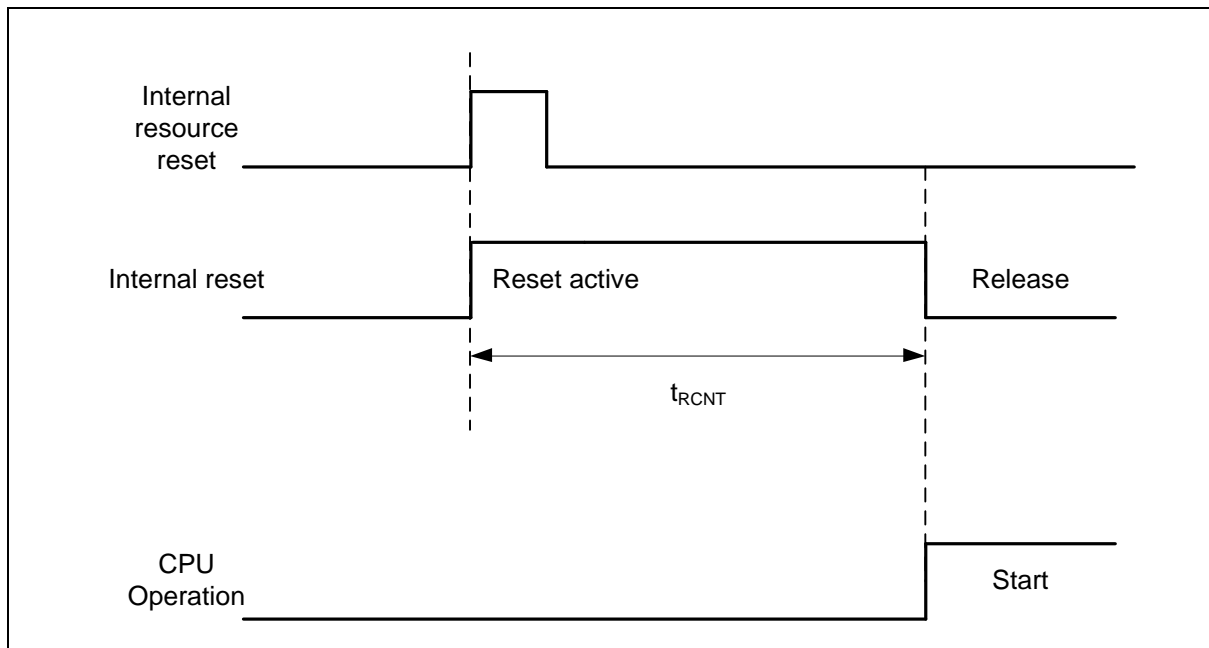 Internal
resource
reset
Internal reset
Reset active
Release
tRCNT
CPU
Operation
Start